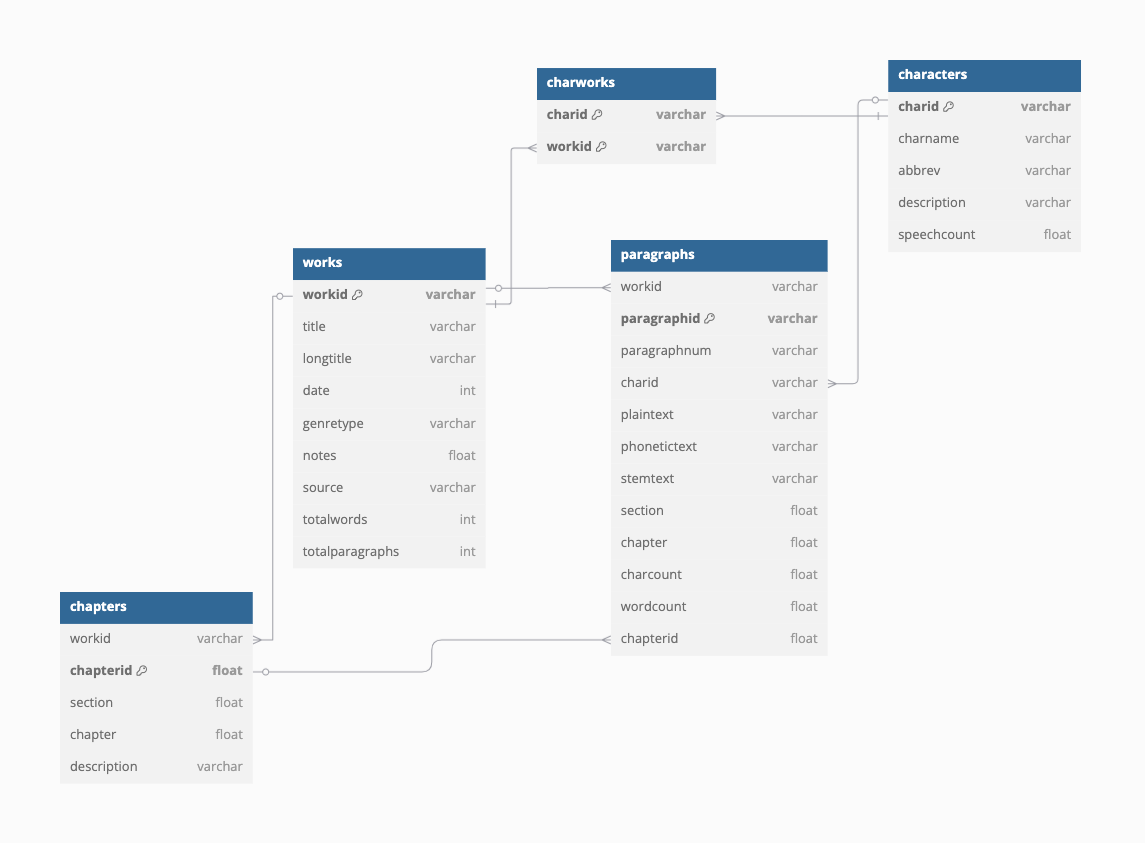 charworks
charid varchar
workid varchar
characters
charid varchar
charname varchar
abbrev varchar
description varchar
speechcount float
works
workid varchar
title varchar
longtitle varchar
date int
genretype varchar
notes float
source varchar
totalwords int
totalparagraphs int
paragraphs
workid varchar
paragraphid varchar
paragraphnum varchar
charid varchar
plaintext varchar
phonetictext varchar
stemtext varchar
section float
chapter float
charcount float
wordcount float
chapterid float
chapters
workid varchar
chapterid float
section float
chapter float
description varchar